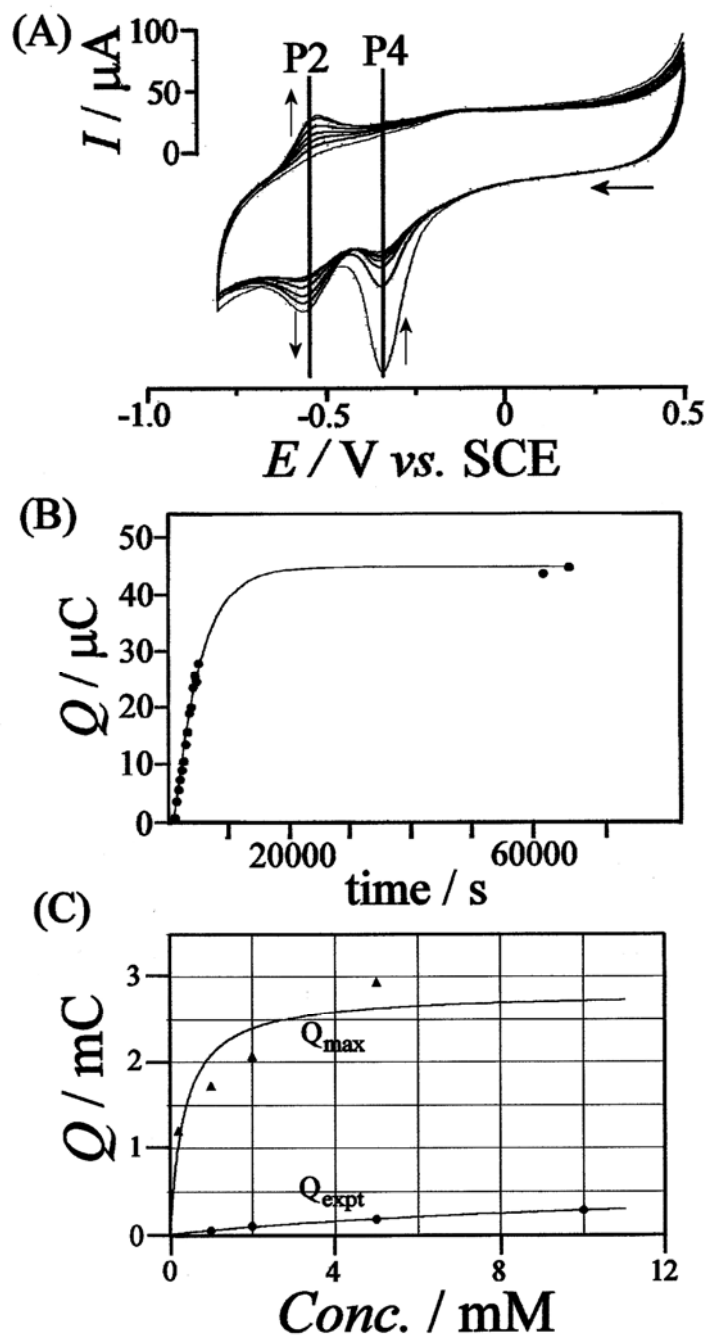 (A)
100
50
0
I / μA
P2 P4
-1.0 -0.5 0 0.5
E / V vs. SCE
(B)
50
40
30
20
10
0
Q / μC
20000 60000
time / s
(C)
3
2
1
0
Q / mC
Qmax
Qexpt
0 4 8 12
Conc. / mM